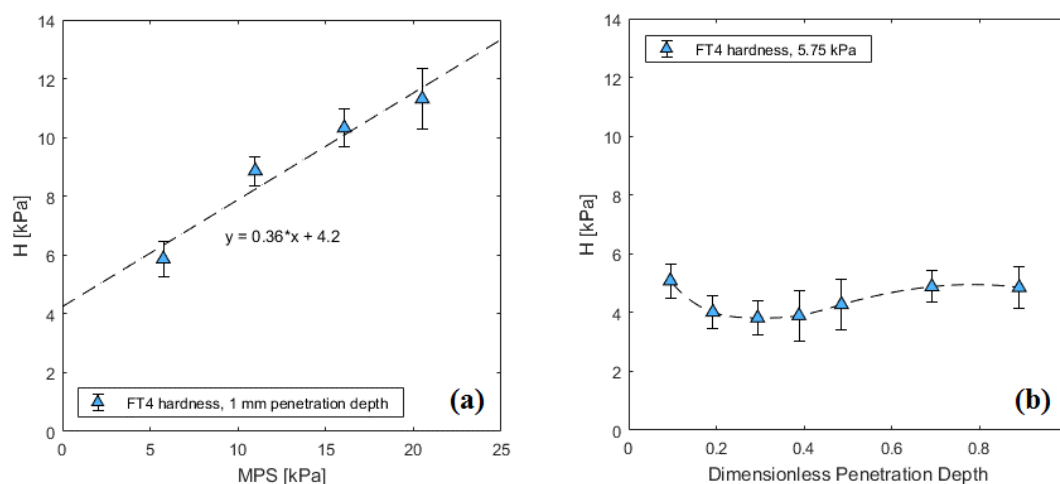 14
12
10
8
6
4
2
0
H [kPa]
y = 0.36*x + 4.2
FT4 hardness, 1 mm penetration depth
(a)
0 5 10 15 20 25
MPS [kPa]
14
12
10
8
6
4
2
0
H [kPa]
FT4 hardness, 5.75 kPa
(b)
0 0.2 0.4 0.6 0.8
Dimensionless Penetration Depth